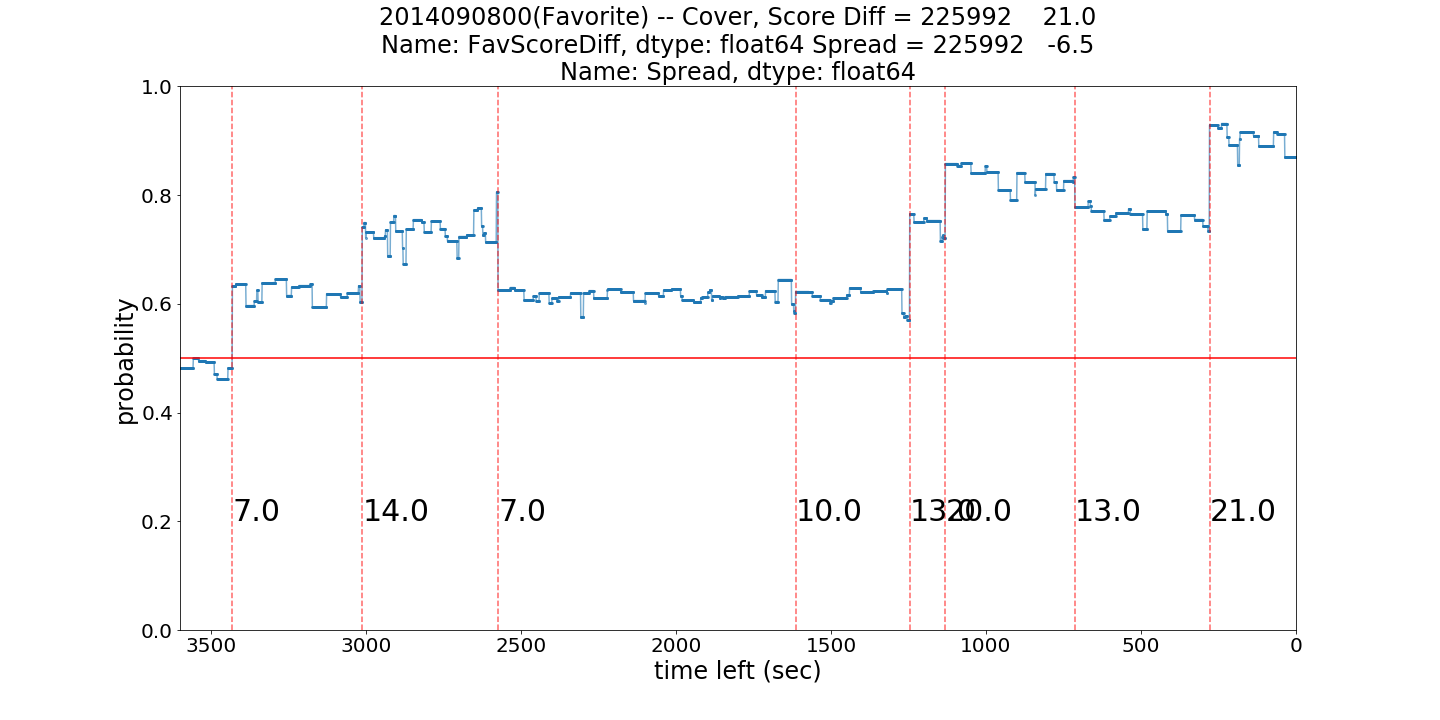 2014090800(Favorite) -- Cover, Score Diff = 225992    21.0
Name: FavScoreDiff, dtype: float64 Spread = 225992   -6.5
Name: Spread, dtype: float64
1.0
0.8
0.6
0.4
0.2
0.0
probability
7.0
14.0
7.0
10.0
13.0
20.0
13.0
21.0
3500 3000 2500 2000 1500 1000 500 0
time left (sec)